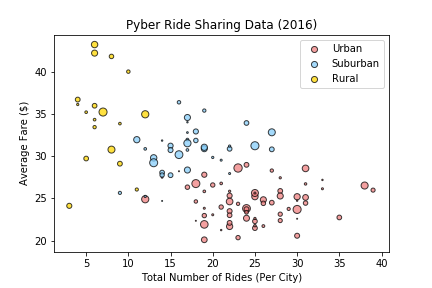 Pyber Ride Sharing Data (2016)
Urban
Suburban
Rural
Average Fare ($)
40
35
30
25
20
5 10 15 20 25 30 35 40
Total Number of Rides (Per City)